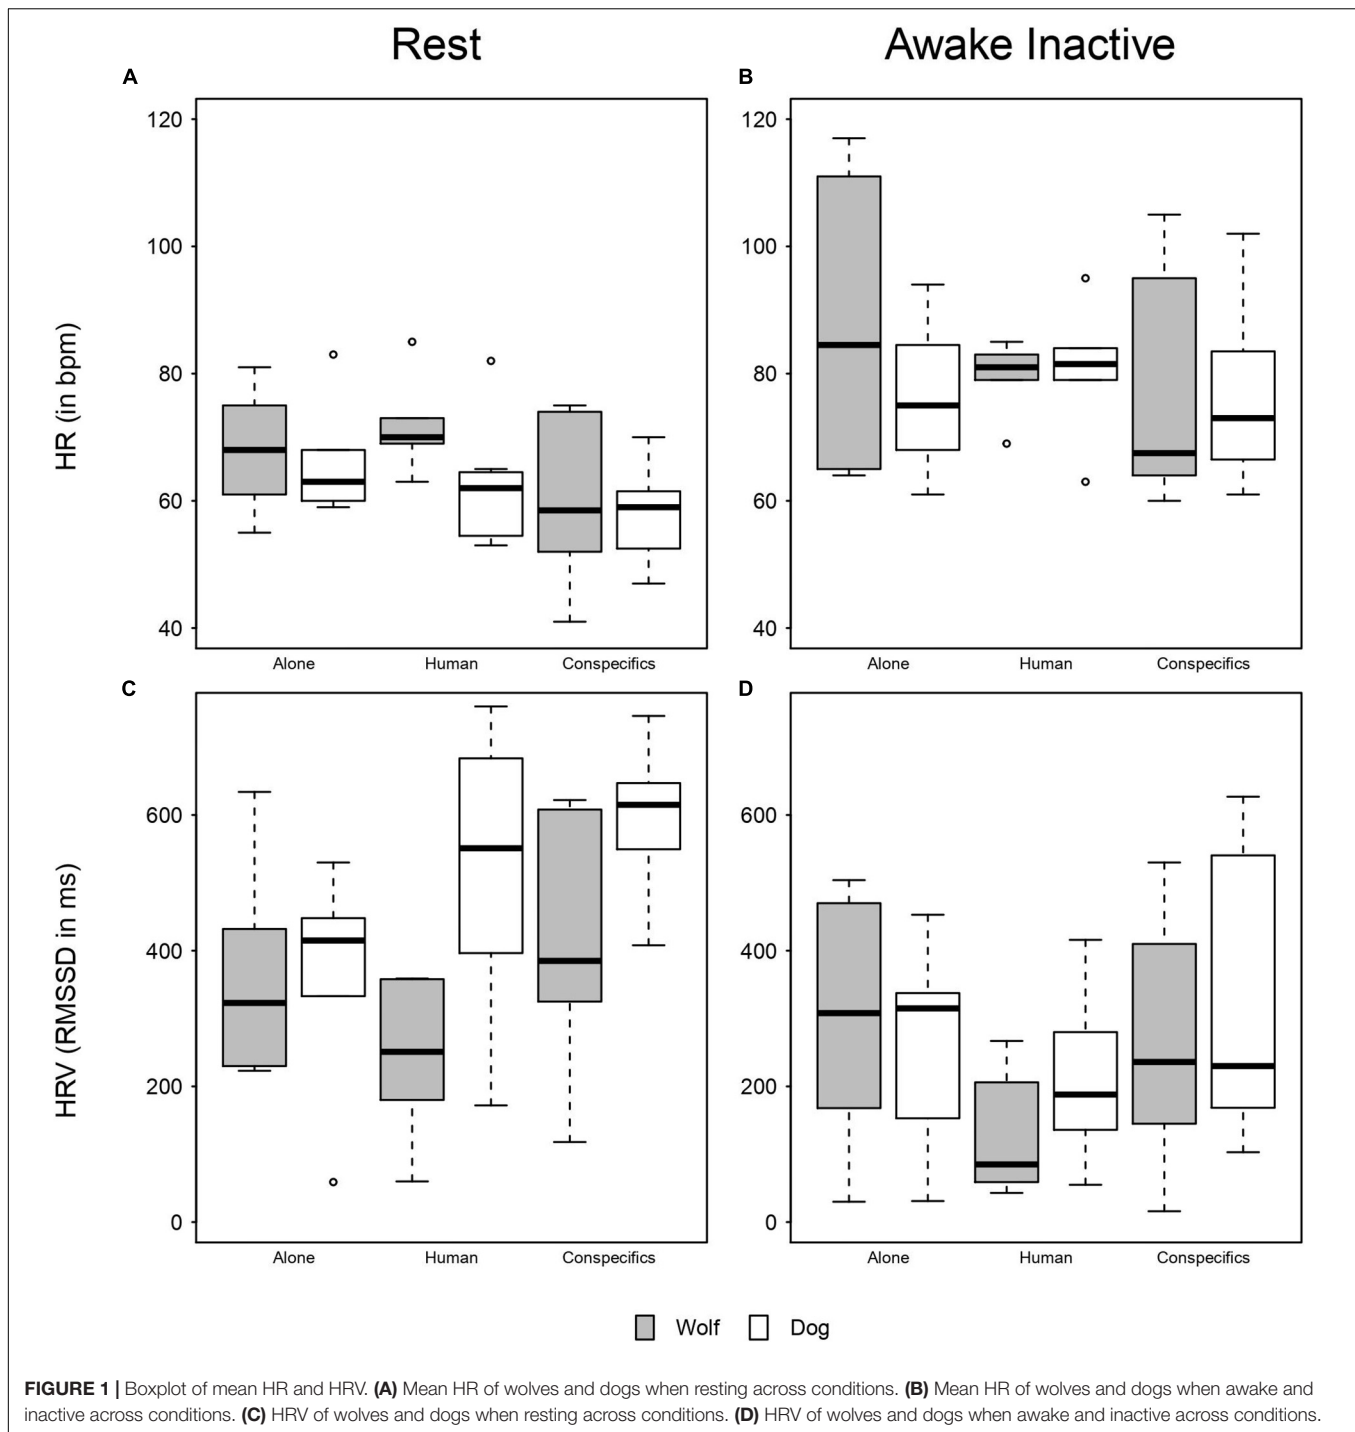 Rest
Awake Inactive
A
B
HR (in bpm)
120
100
80
60
40
120
100
80
60
40
Alone
Human
Conspecifics
Alone
Human
Conspecifics
C
D
HRV (RMSSD in ms)
600
400
200
0
600
400
200
0
Alone
Human
Conspecifics
Alone
Human
Conspecifics
Wolf
Dog
FIGURE 1 | Boxplot of mean HR and HRV. (A) Mean HR of wolves and dogs when resting across conditions. (B) Mean HR of wolves and dogs when awake and
inactive across conditions. (C) HRV of wolves and dogs when resting across conditions. (D) HRV of wolves and dogs when awake and inactive across conditions.